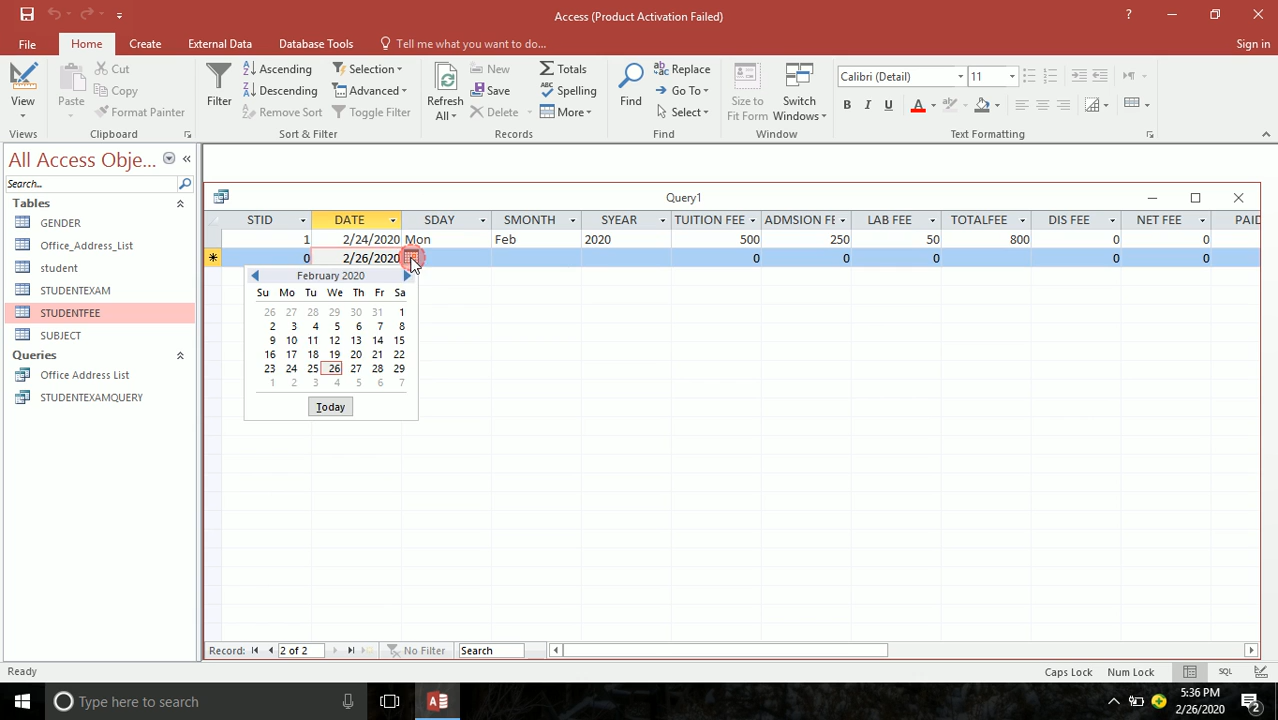 Access (Product Activation Failed)
? 
File Home Create External Data Database Tools Tell me what you want to do... Sign in
View Paste Cut Copy Format Painter
Filter Ascending Descending Remove Sort Selection Advanced Toggle Filter
Refresh All New Save Delete Totals Spelling More
Find Replace Go To Select
Size to Fit Form Switch Windows
Calibri (Detail) 11
B I U A
Views Clipboard Sort & Filter Records Find Window Text Formatting
All Access Obje...
Search...
Tables
GENDER
Office_Address_List
student
STUDENTEXAM
STUDENTFEE
SUBJECT
Queries
Office Address List
STUDENTEXAMQUERY
Query1
STID DATE SDAY SMONTH SYEAR TUITION FEE ADMSION FE LAB FEE TOTALFEE DIS FEE NET FEE PAID
1 2/24/2020 Mon Feb 2020 500 250 50 800 0 0
0 2/26/2020 0 0 0 0 0
February 2020
Su Mo Tu We Th Fr Sa
26 27 28 29 30 31 1
2 3 4 5 6 7 8
9 10 11 12 13 14 15
16 17 18 19 20 21 22
23 24 25 26 27 28 29
1 2 3 4 5 6 7
Today
Record: 2 of 2 No Filter Search
Ready Caps Lock Num Lock SQL
Type here to search
5:36 PM
2/26/2020
2